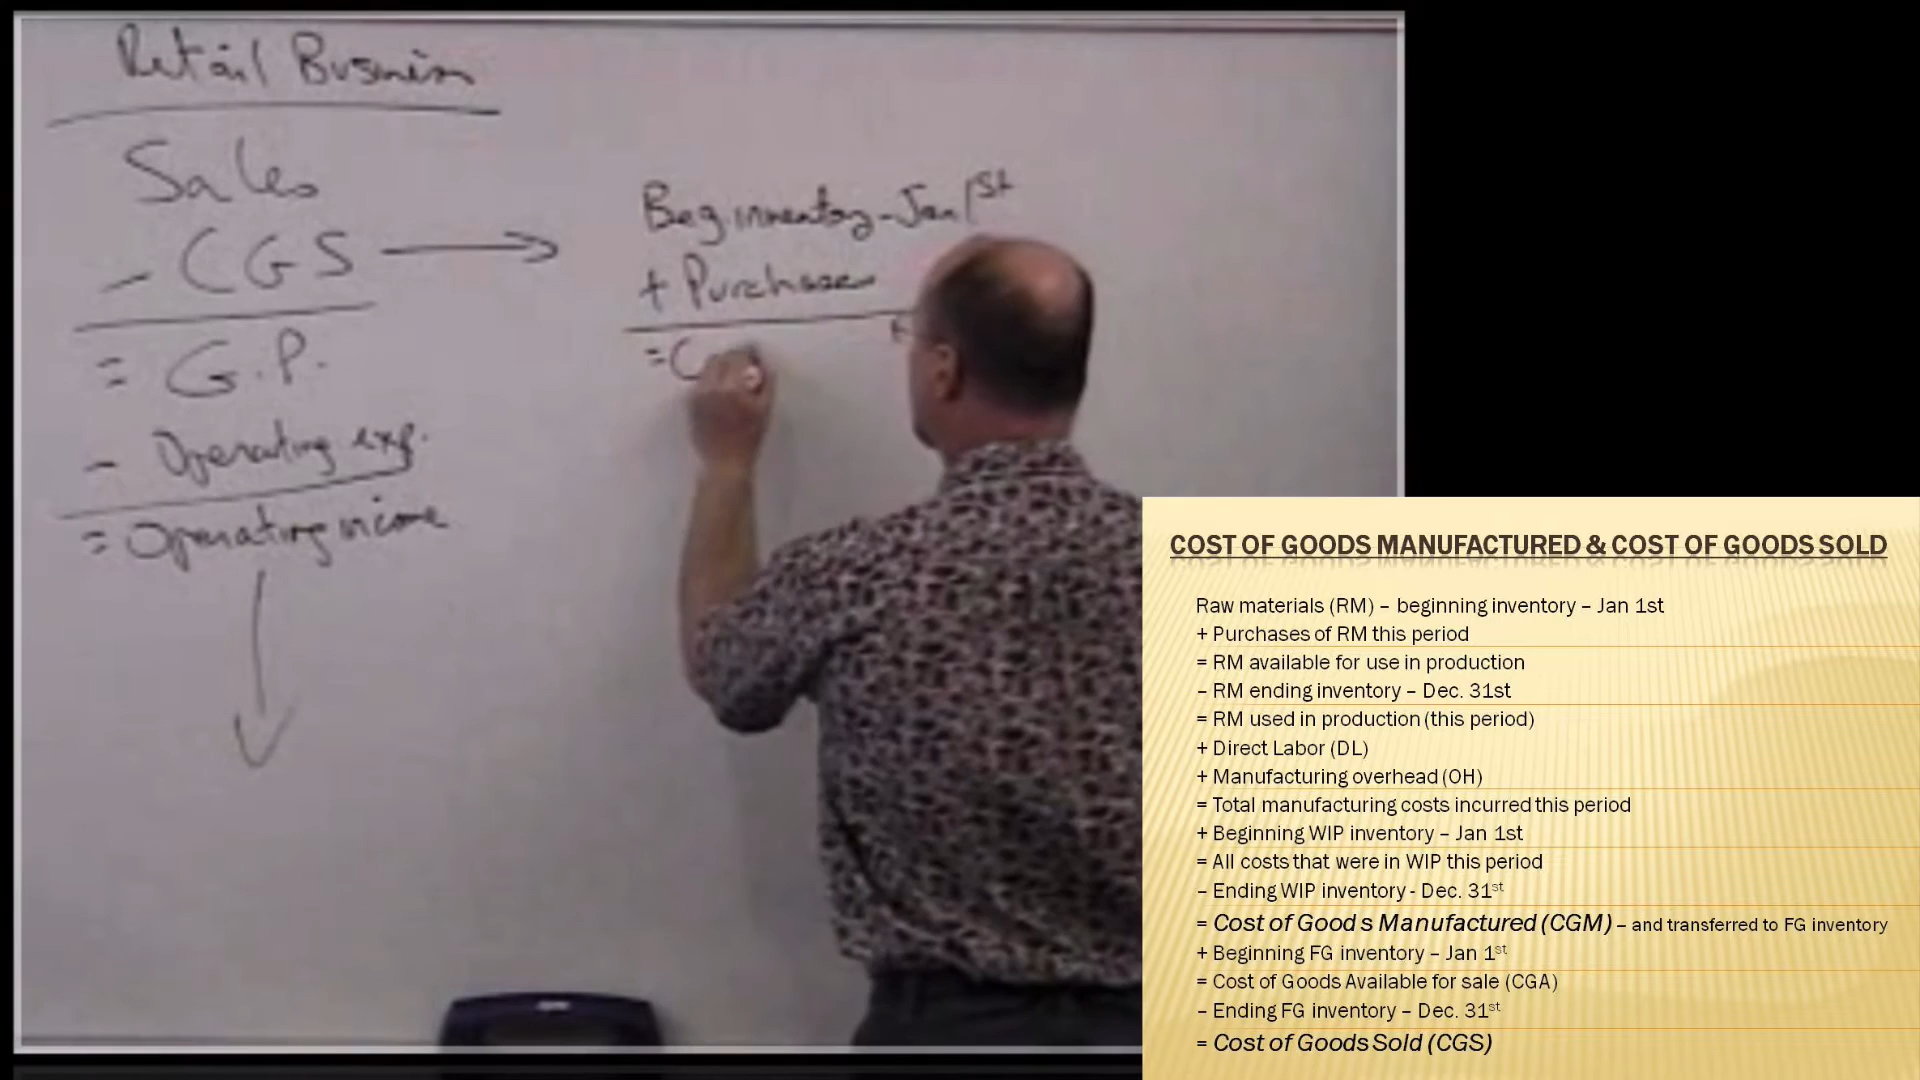 Retail Business
Sales
- CGS
= G.P.
- Operating exp.
= Operating income
Beg inventory - Jan 1st
+ Purchases
= C
COST OF GOODS MANUFACTURED & COST OF GOODS SOLD
Raw materials (RM) – beginning inventory – Jan 1st
+ Purchases of RM this period
= RM available for use in production
– RM ending inventory – Dec. 31st
= RM used in production (this period)
+ Direct Labor (DL)
+ Manufacturing overhead (OH)
= Total manufacturing costs incurred this period
+ Beginning WIP inventory – Jan 1st
= All costs that were in WIP this period
– Ending WIP inventory - Dec. 31st
= Cost of Good s Manufactured (CGM) – and transferred to FG inventory
+ Beginning FG inventory – Jan 1st
= Cost of Goods Available for sale (CGA)
– Ending FG inventory – Dec. 31st
= Cost of Goods Sold (CGS)